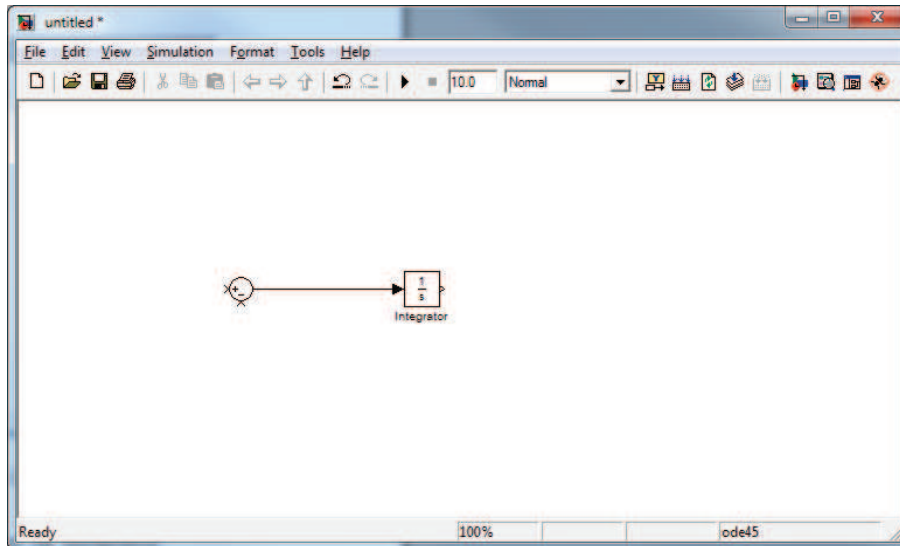 untitled *
File Edit View Simulation Format Tools Help
10.0 Normal
+ -
1
s
Integrator
Ready 100% ode45